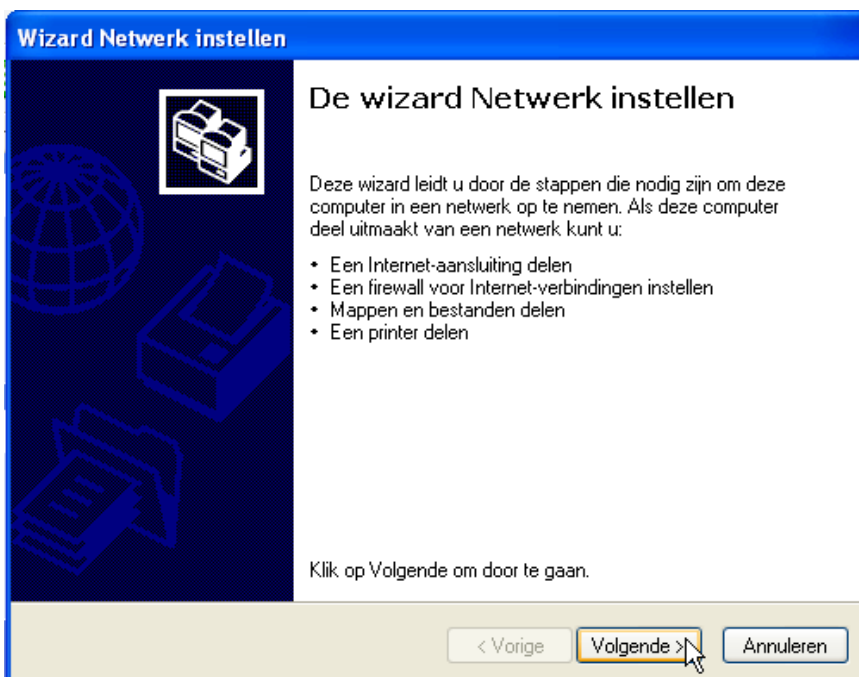 Wizard Netwerk instellen
De wizard Netwerk instellen
Deze wizard leidt u door de stappen die nodig zijn om deze
computer in een netwerk op te nemen. Als deze computer
deel uitmaakt van een netwerk kunt u:
• Een Internet-aansluiting delen
• Een firewall voor Internet-verbindingen instellen
• Mappen en bestanden delen
• Een printer delen
Klik op Volgende om door te gaan.
< Vorige Volgende > Annuleren